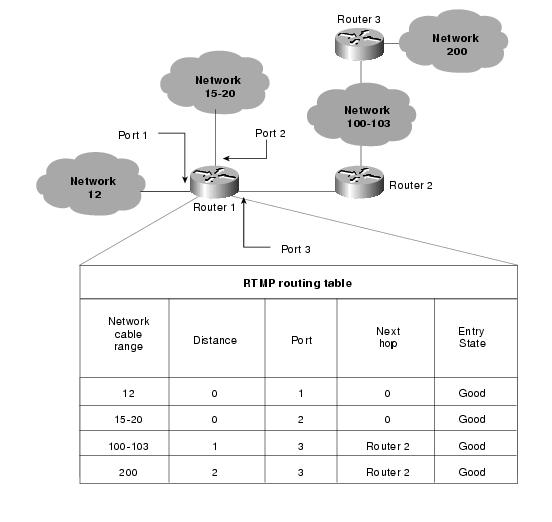 Router 3
Network
200
Network
15-20
Network
100-103
Port 1
Port 2
Network
12
Router 1
Router 2
Port 3
RTMP routing table
Network cable range Distance Port Next hop Entry State
12 0 1 0 Good
15-20 0 2 0 Good
100-103 1 3 Router 2 Good
200 2 3 Router 2 Good